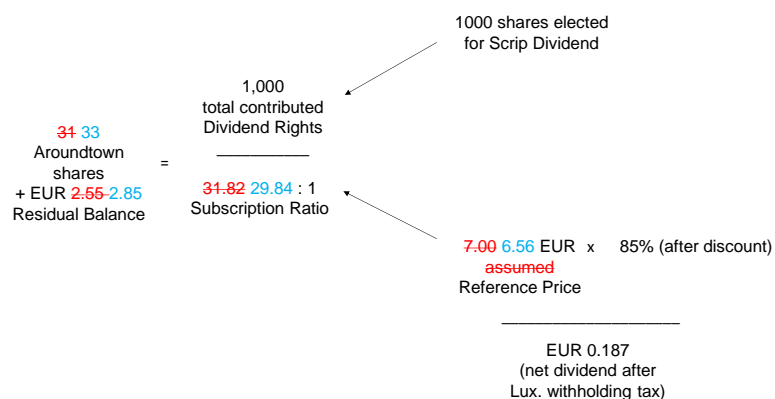 1000 shares elected
for Scrip Dividend
1,000
total contributed
Dividend Rights
31 33
Aroundtown
shares
+ EUR 2.55 2.85
Residual Balance
=
31.82 29.84 : 1
Subscription Ratio
7.00 6.56 EUR x 85% (after discount)
assumed
Reference Price
EUR 0.187
(net dividend after
Lux. withholding tax)